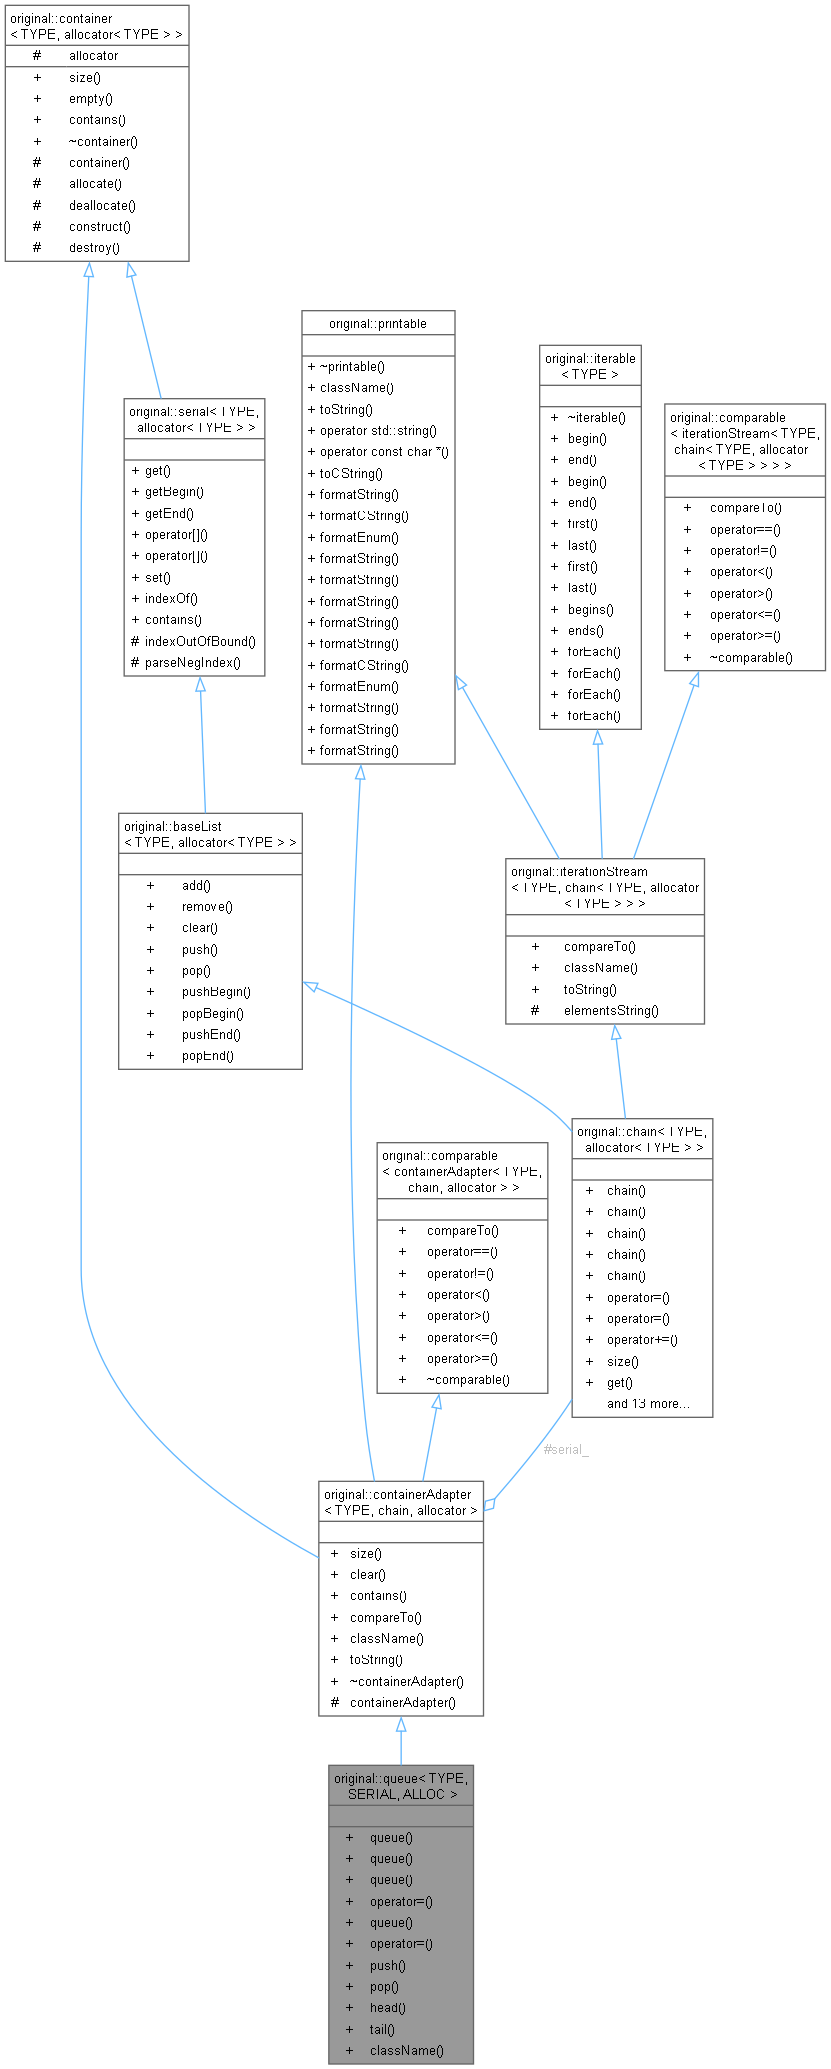 original::container
< TYPE, allocator< TYPE > >
# allocator
+ size()
+ empty()
+ contains()
+ ~container()
# container()
# allocate()
# deallocate()
# construct()
# destroy()
original::serial< TYPE,
allocator< TYPE > >
+ get()
+ getBegin()
+ getEnd()
+ operator[]()
+ operator[]()
+ set()
+ indexOf()
+ contains()
# indexOutOfBound()
# parseNegIndex()
original::printable
+ ~printable()
+ className()
+ toString()
+ operator std::string()
+ operator const char *()
+ toCString()
+ formatString()
+ formatCString()
+ formatEnum()
+ formatString()
+ formatString()
+ formatString()
+ formatString()
+ formatString()
+ formatCString()
+ formatEnum()
+ formatString()
+ formatString()
+ formatString()
original::iterable
< TYPE >
+ ~iterable()
+ begin()
+ end()
+ begin()
+ end()
+ first()
+ last()
+ first()
+ last()
+ begins()
+ ends()
+ forEach()
+ forEach()
+ forEach()
+ forEach()
original::comparable
< iterationStream< TYPE,
chain< TYPE, allocator
< TYPE > > > >
+ compareTo()
+ operator==()
+ operator!=()
+ operator<()
+ operator>()
+ operator<=()
+ operator>=()
+ ~comparable()
original::baseList
< TYPE, allocator< TYPE > >
+ add()
+ remove()
+ clear()
+ push()
+ pop()
+ pushBegin()
+ popBegin()
+ pushEnd()
+ popEnd()
original::iterationStream
< TYPE, chain< TYPE, allocator
< TYPE > > >
+ compareTo()
+ className()
+ toString()
# elementsString()
original::chain< TYPE,
allocator< TYPE > >
+ chain()
+ chain()
+ chain()
+ chain()
+ chain()
+ operator=()
+ operator=()
+ operator+=()
+ size()
+ get()
and 13 more...
original::comparable
< containerAdapter< TYPE,
chain, allocator > >
+ compareTo()
+ operator==()
+ operator!=()
+ operator<()
+ operator>()
+ operator<=()
+ operator>=()
+ ~comparable()
#serial_
original::containerAdapter
< TYPE, chain, allocator >
+ size()
+ clear()
+ contains()
+ compareTo()
+ className()
+ toString()
+ ~containerAdapter()
# containerAdapter()
original::queue< TYPE,
SERIAL, ALLOC >
+ queue()
+ queue()
+ queue()
+ operator=()
+ queue()
+ operator=()
+ push()
+ pop()
+ head()
+ tail()
+ className()